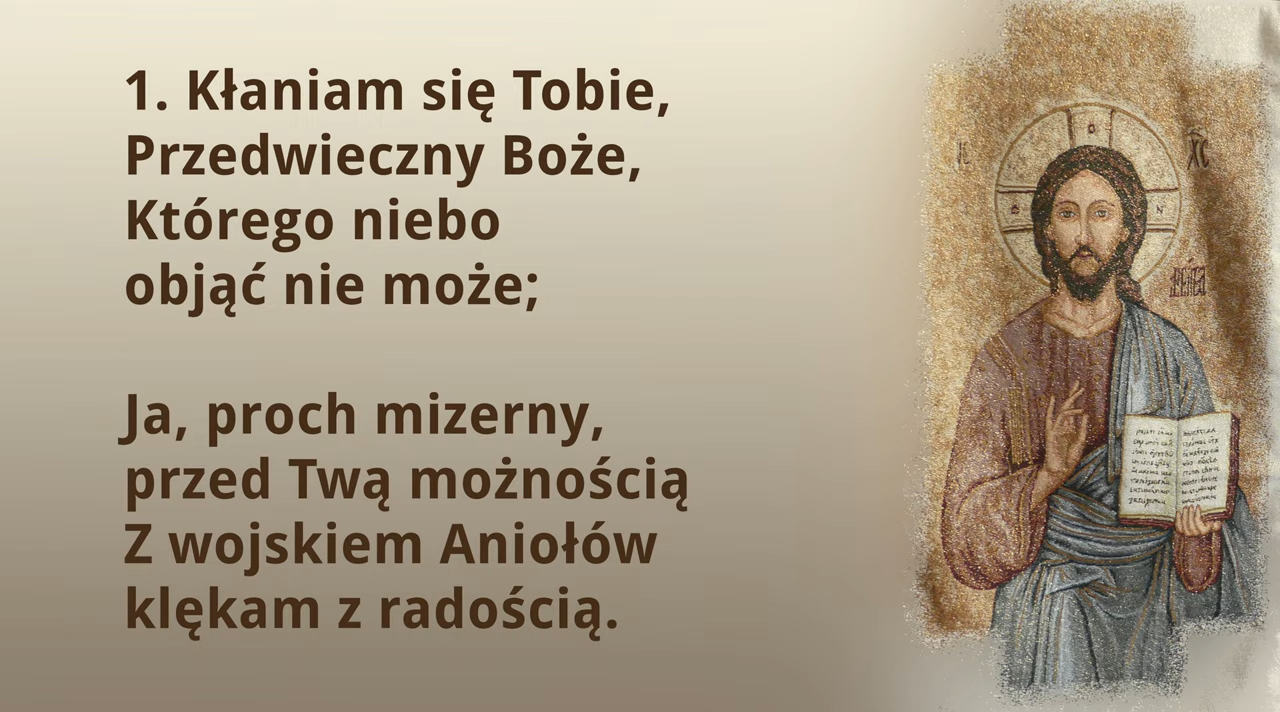 1. Kłaniam się Tobie,
Przedwieczny Boże,
Którego niebo
objąć nie może;
Ja, proch mizerny,
przed Twą możnością
Z wojskiem Aniołów
klękam z radością.